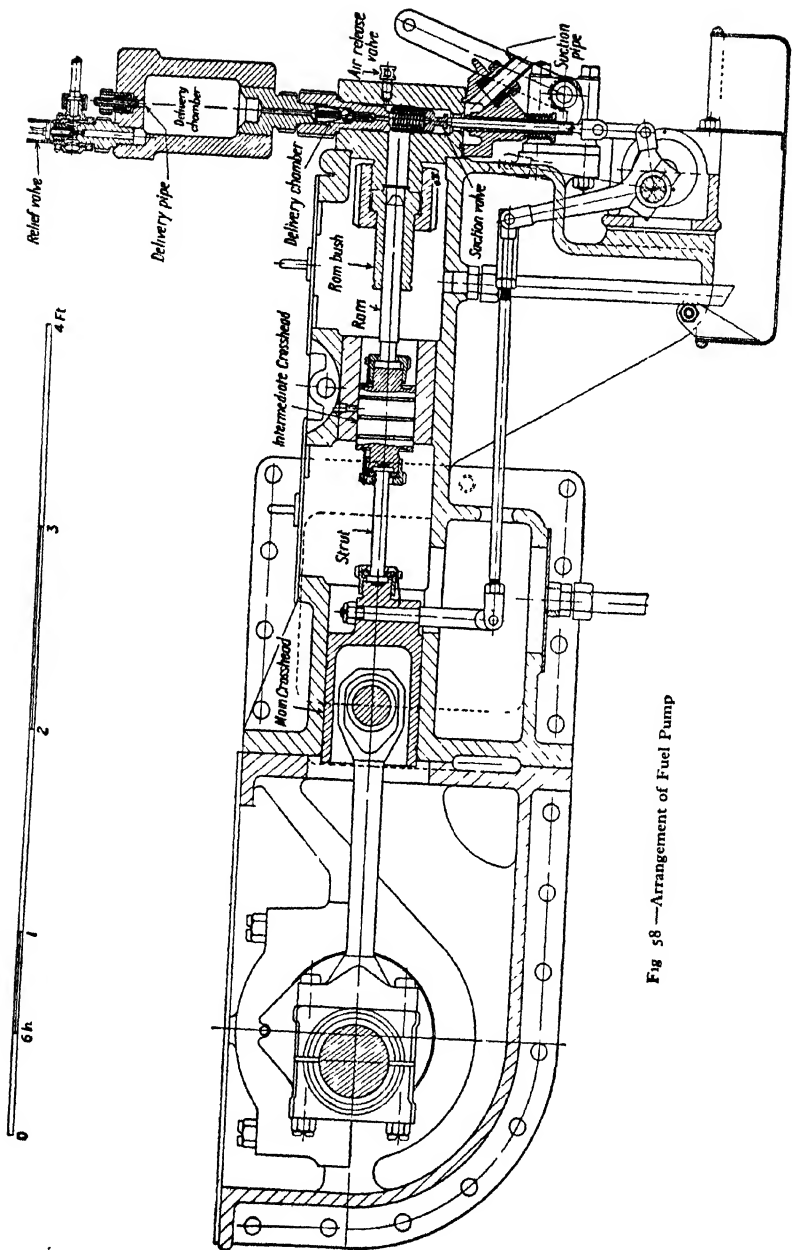 Relief valve
Delivery pipe
Delivery chamber
Delivery chamber
Air release valve
Suction pipe
Suction valve
Ram bush
Ram
Intermediate Crosshead
Strut
Main Crosshead
0
6
1
2
3
4 Ft
Fig 58—Arrangement of Fuel Pump